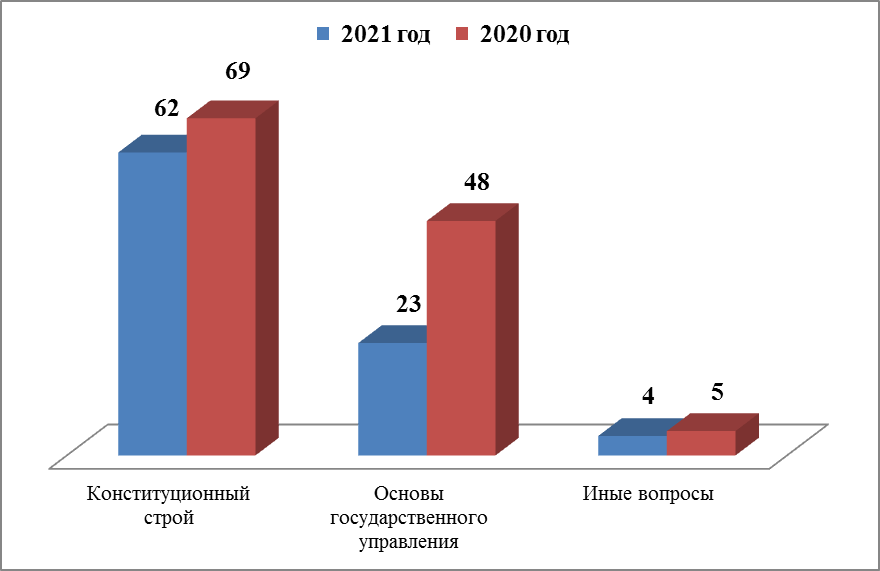 2021 год 2020 год
69
62
48
23
5
4
Конституционный
строй
Основы
государственного
управления
Иные вопросы